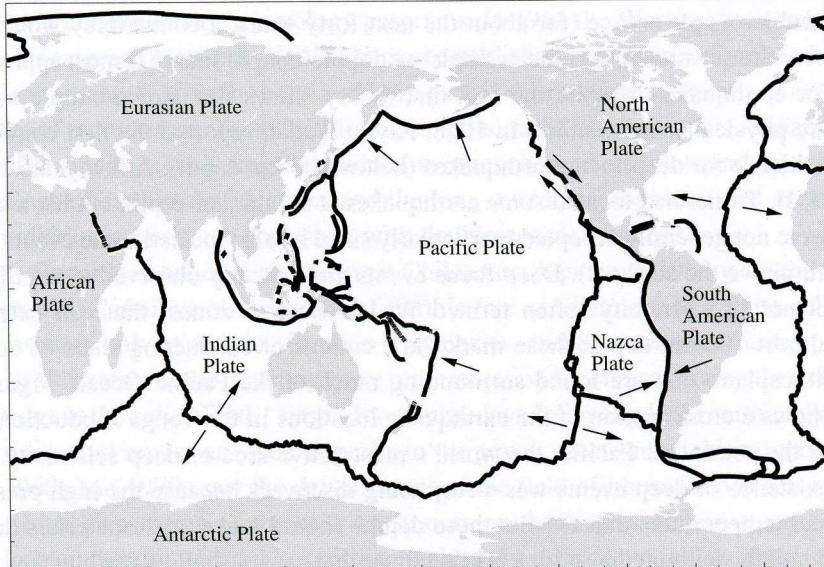 Eurasian Plate
North
American
Plate
Pacific Plate
African
Plate
Indian
Plate
Nazca
Plate
South
American
Plate
Antarctic Plate